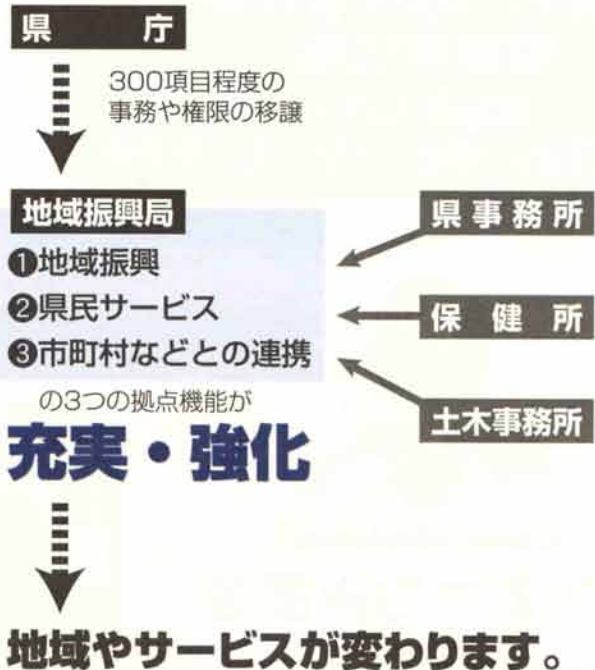 県庁
300項目程度の
事務や権限の移譲
地域振興局
❶地域振興
❷県民サービス
❸市町村などとの連携
の3つの拠点機能が
充実・強化
県事務所
保健所
土木事務所
地域やサービスが変わります。